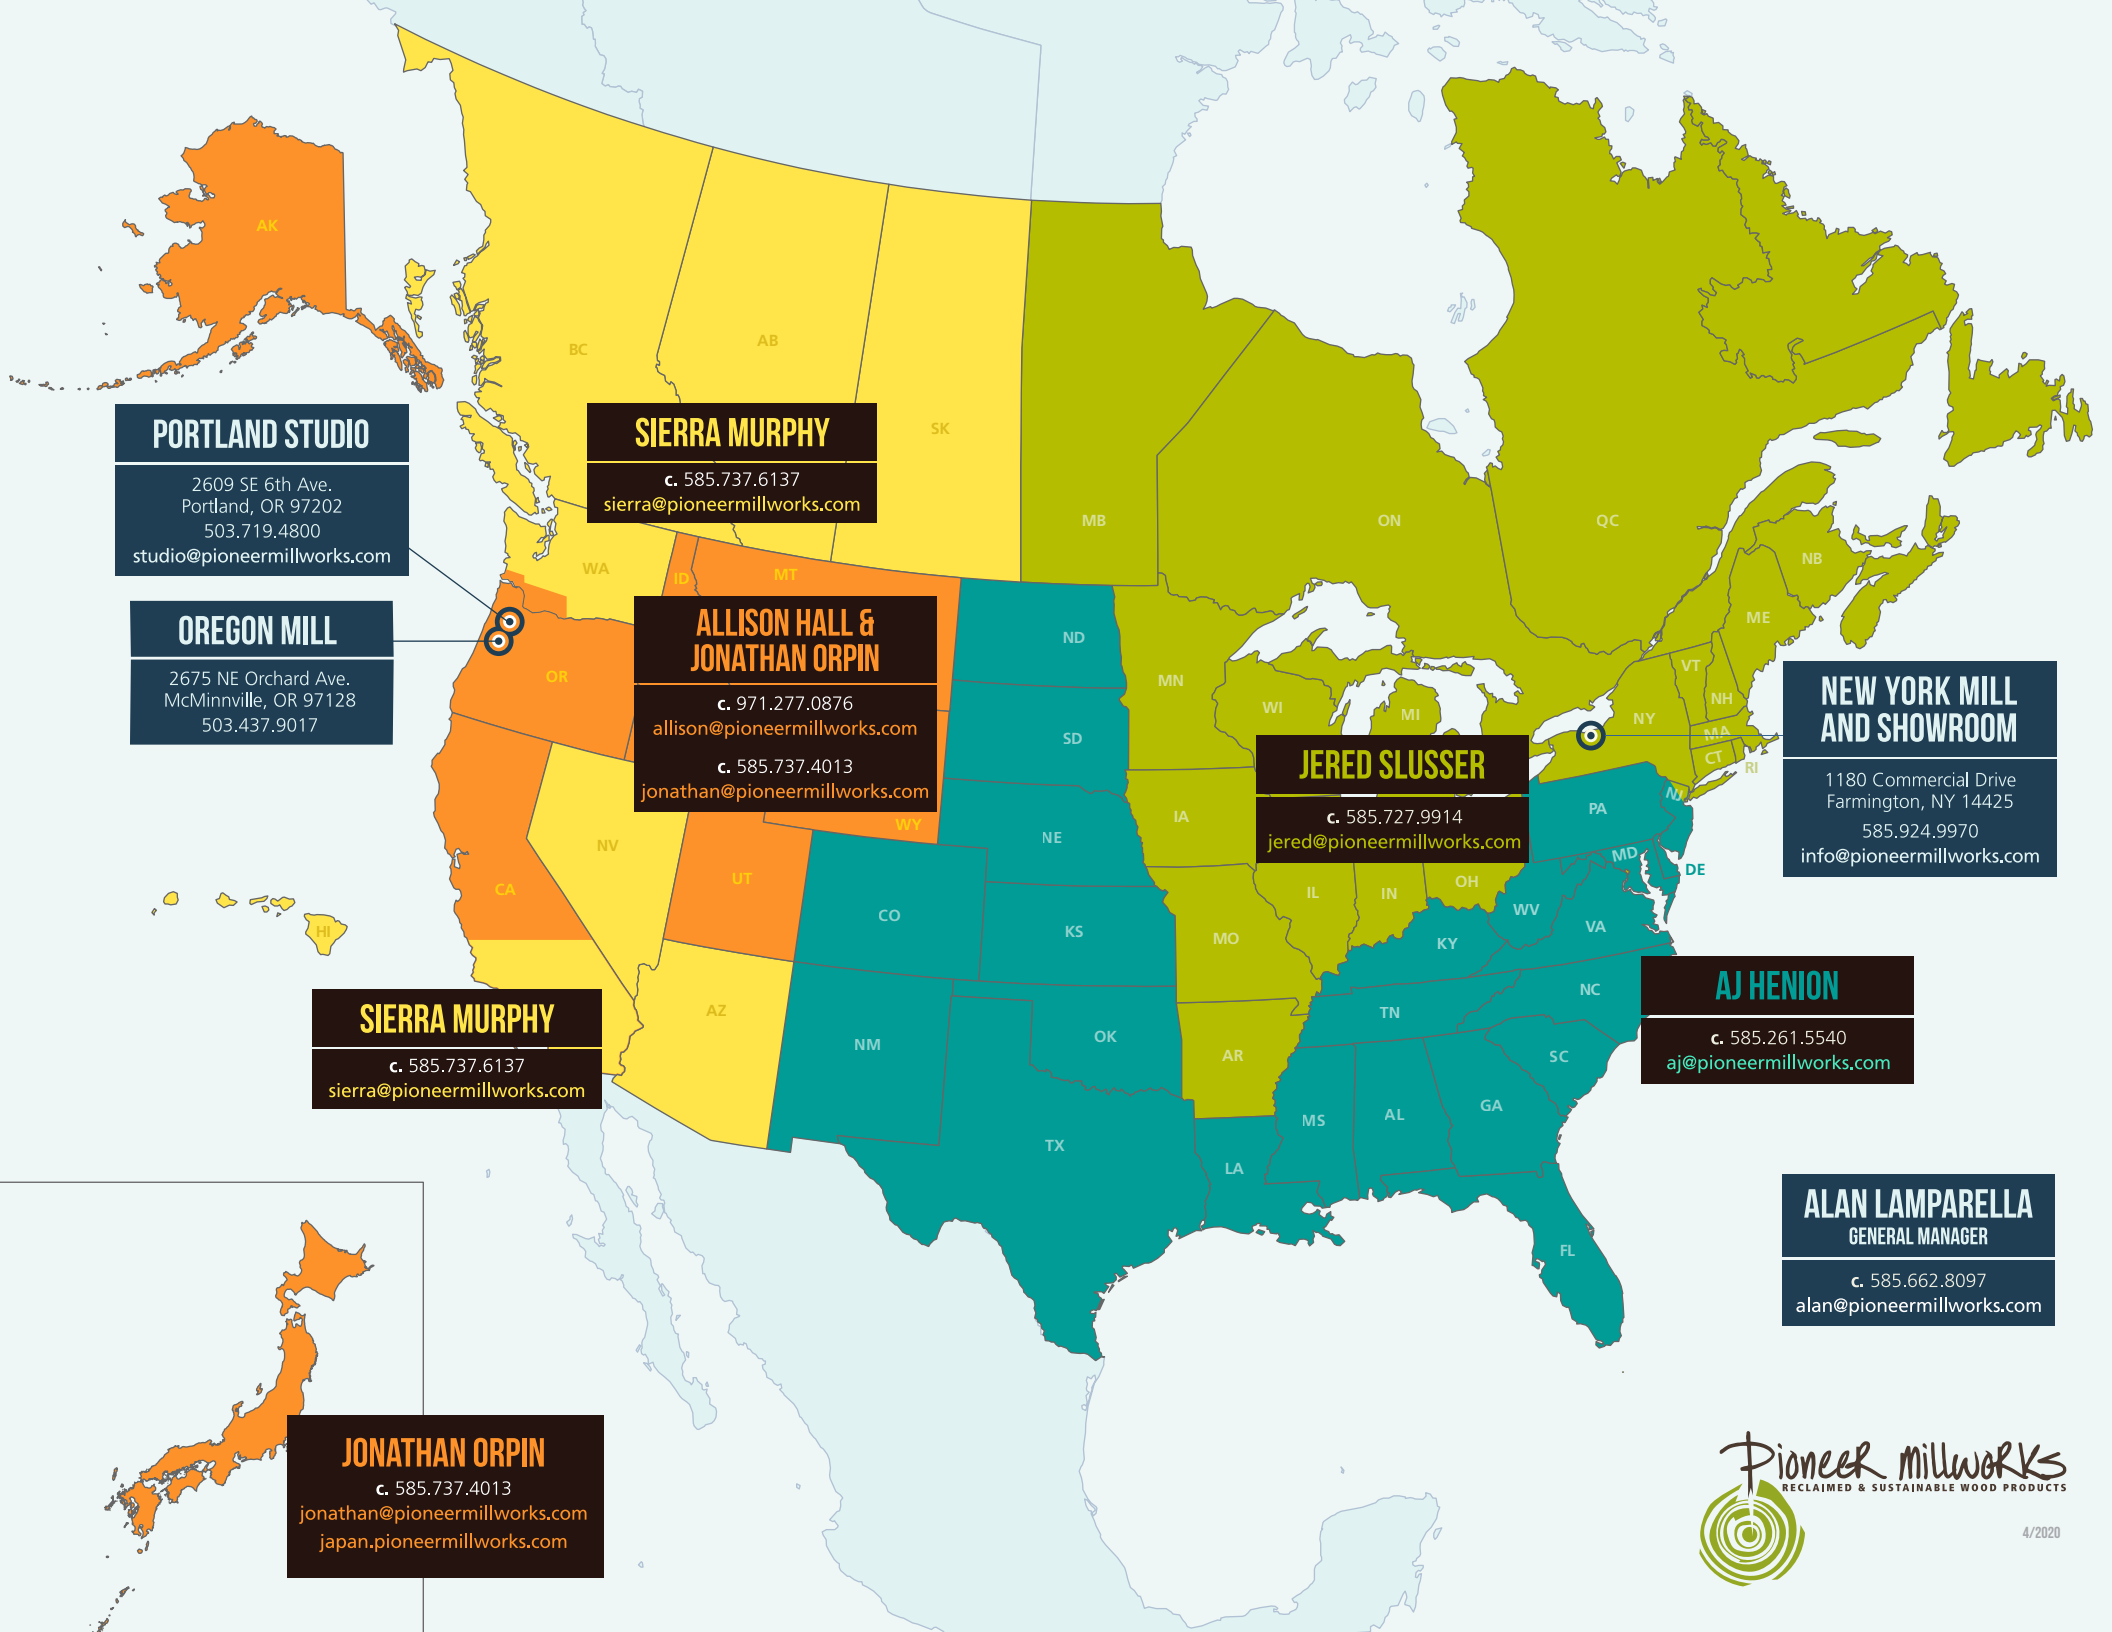 AK
BC
AB
SK
MB
ON
QC
NB
PORTLAND STUDIO
2609 SE 6th Ave.
Portland, OR 97202
503.719.4800
studio@pioneermillworks.com
SIERRA MURPHY
c. 585.737.6137
sierra@pioneermillworks.com
OREGON MILL
2675 NE Orchard Ave.
McMinnville, OR 97128
503.437.9017
WA
ID
MT
OR
ALLISON HALL &
JONATHAN ORPIN
c. 971.277.0876
allison@pioneermillworks.com
c. 585.737.4013
jonathan@pioneermillworks.com
WY
CA
NV
UT
HI
AZ
ND
SD
NE
CO
KS
NM
OK
TX
MN
WI
MI
IA
JERED SLUSSER
c. 585.727.9914
jered@pioneermillworks.com
IL
IN
OH
MO
AR
ME
VT
NH
NY
MA
CT
RI
NEW YORK MILL
AND SHOWROOM
1180 Commercial Drive
Farmington, NY 14425
585.924.9970
info@pioneermillworks.com
PA
NJ
MD
DE
WV
VA
KY
NC
TN
SC
MS
AL
GA
LA
FL
AJ HENION
c. 585.261.5540
aj@pioneermillworks.com
SIERRA MURPHY
c. 585.737.6137
sierra@pioneermillworks.com
ALAN LAMPARELLA
GENERAL MANAGER
c. 585.662.8097
alan@pioneermillworks.com
JONATHAN ORPIN
c. 585.737.4013
jonathan@pioneermillworks.com
japan.pioneermillworks.com
Pioneer Millworks
RECLAIMED & SUSTAINABLE WOOD PRODUCTS
4/2020